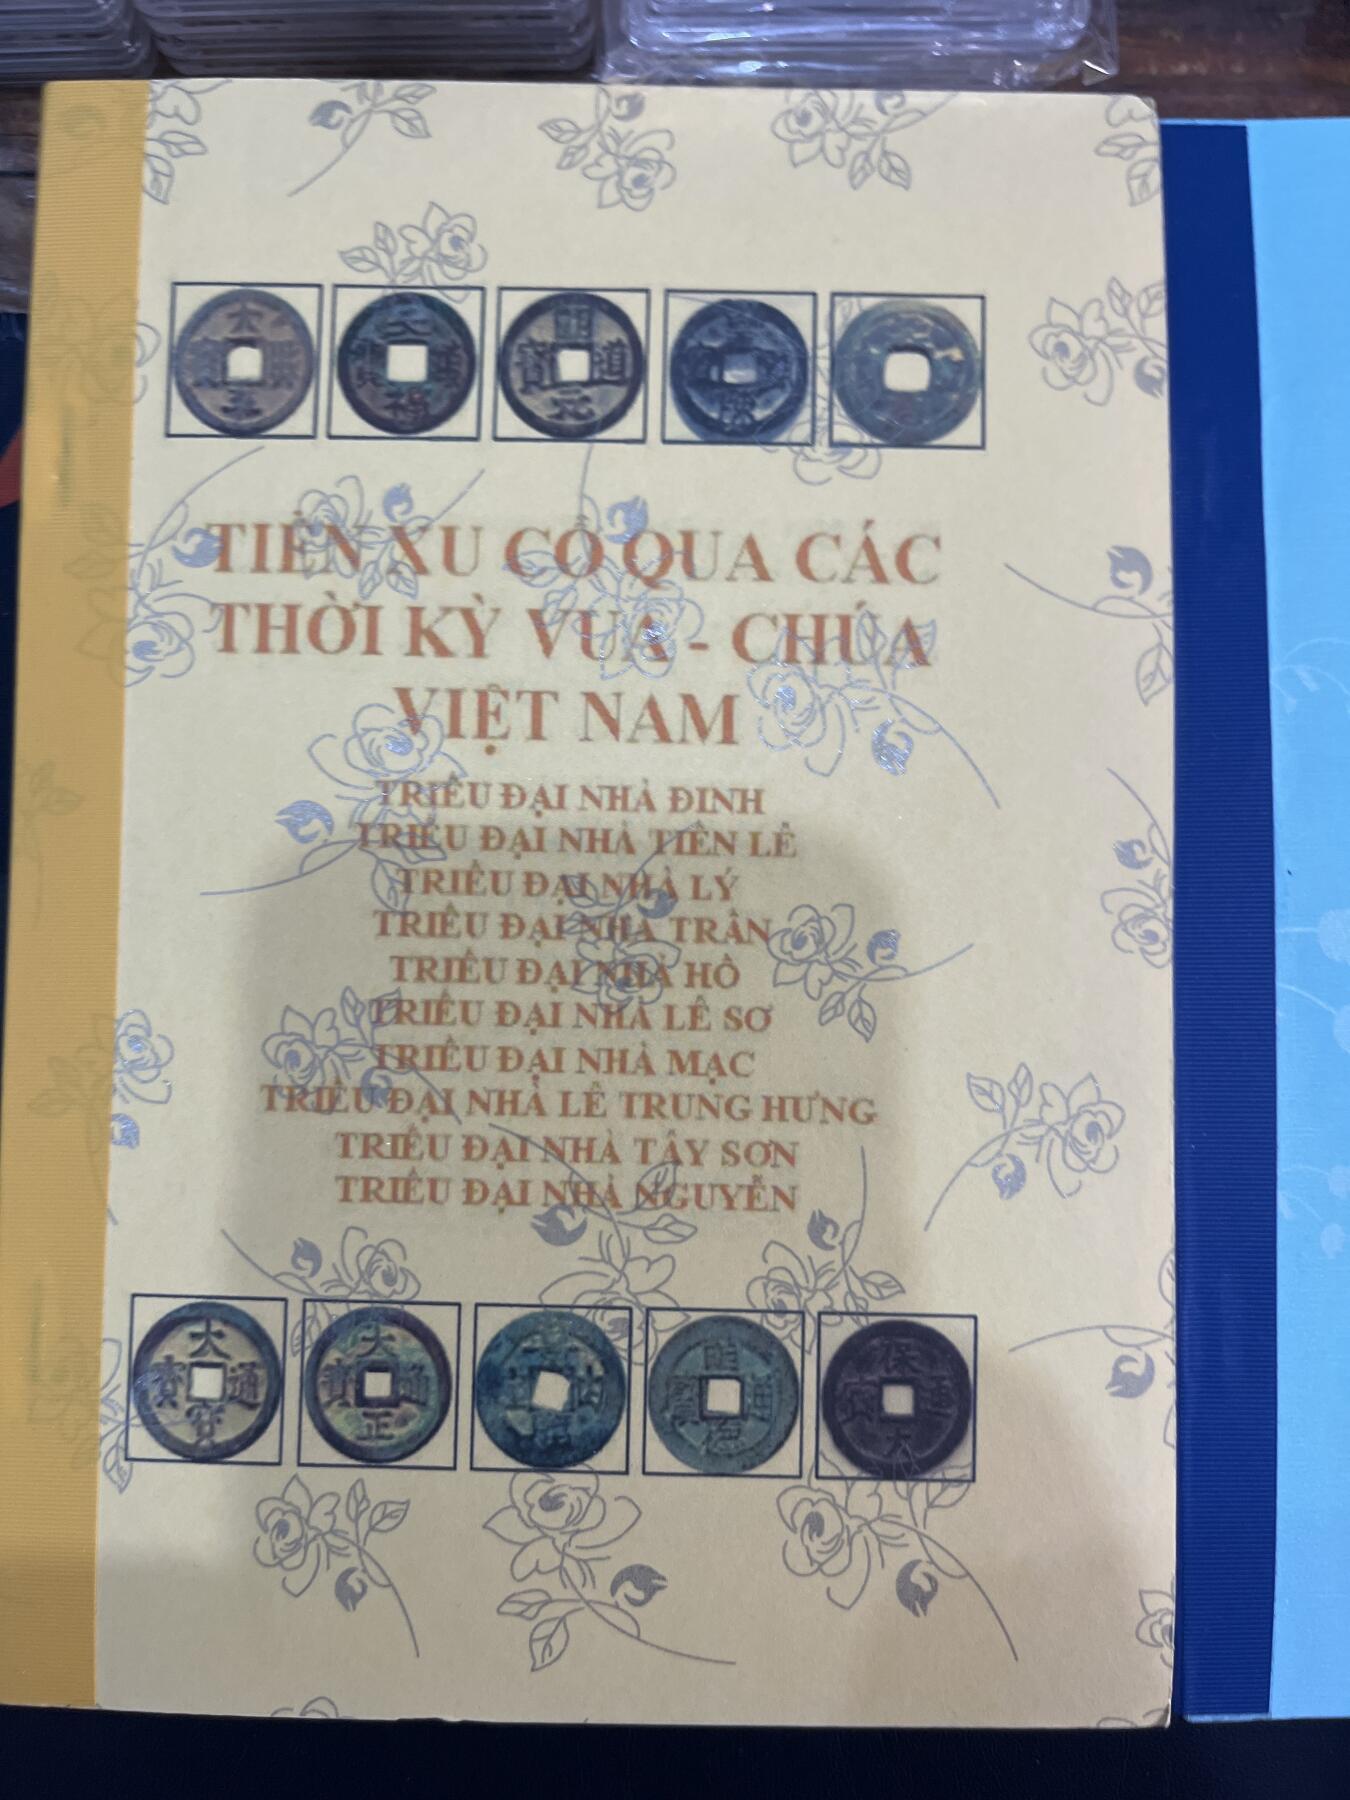 TIỀN XU CỔ QUA CÁC
THỜI KỲ VUA - CHÚA
VIỆT NAM
TRIỀU ĐẠI NHÀ ĐINH
TRIỀU ĐẠI NHÀ TIỀN LÊ
TRIỀU ĐẠI NHÀ LÝ
TRIỀU ĐẠI NHÀ TRẦN
TRIỀU ĐẠI NHÀ HỒ
TRIỀU ĐẠI NHÀ LÊ SƠ
TRIỀU ĐẠI NHÀ MẠC
TRIỀU ĐẠI NHÀ LÊ TRUNG HƯNG
TRIỀU ĐẠI NHÀ TÂY SƠN
TRIỀU ĐẠI NHÀ NGUYỄN